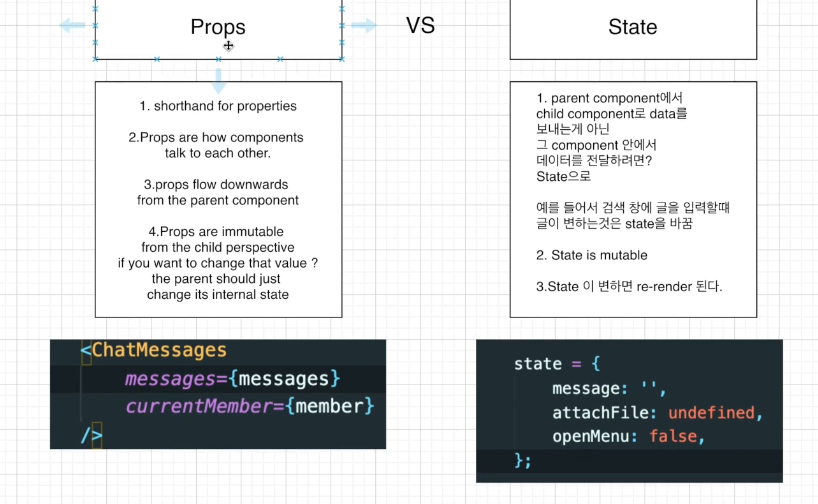 Props
VS
State
1. shorthand for properties
2.Props are how components
talk to each other.
3.props flow downwards
from the parent component
4.Props are immutable
from the child perspective
if you want to change that value ?
the parent should just
change its internal state
1. parent component에서
child component로 data를
보내는게 아닌
그 component 안에서
데이터를 전달하려면?
State으로
예를 들어서 검색 창에 글을 입력할떄
글이 변하는것은 state을 바꿈
2. State is mutable
3.State 이 변하면 re-render 된다.
<ChatMessages
messages={messages}
currentMember={member}
/>
state = {
message: '',
attachFile: undefined,
openMenu: false,
};